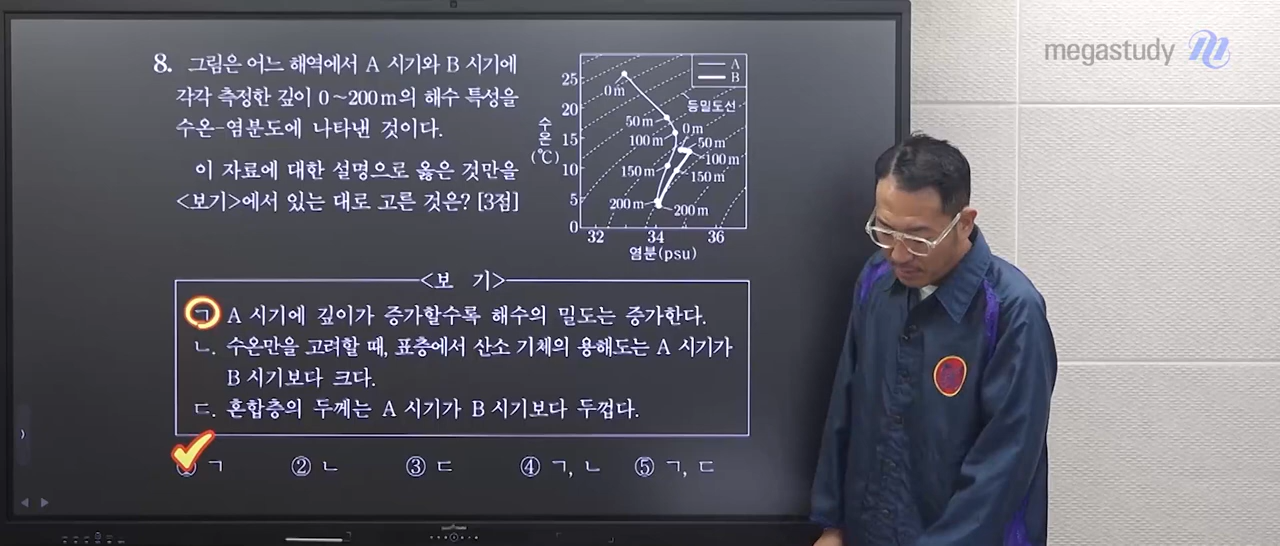 megastudy
8. 그림은 어느 해역에서 A 시기와 B 시기에
각각 측정한 깊이 0~200m의 해수 특성을
수온-염분도에 나타낸 것이다.
이 자료에 대한 설명으로 옳은 것만을
<보기>에서 있는 대로 고른 것은? [3점]
A
B
등밀도선
수온(℃)
25
20
15
10
5
0
0m
50m
100m
150m
200m
0m
50m
100m
150m
200m
32 34 36
염분(psu)
<보 기>
ㄱ A 시기에 깊이가 증가할수록 해수의 밀도는 증가한다.
ㄴ. 수온만을 고려할 때, 표층에서 산소 기체의 용해도는 A 시기가
B 시기보다 크다.
ㄷ. 혼합층의 두께는 A 시기가 B 시기보다 두껍다.
① ㄱ ② ㄴ ③ ㄷ ④ ㄱ, ㄴ ⑤ ㄱ, ㄷ